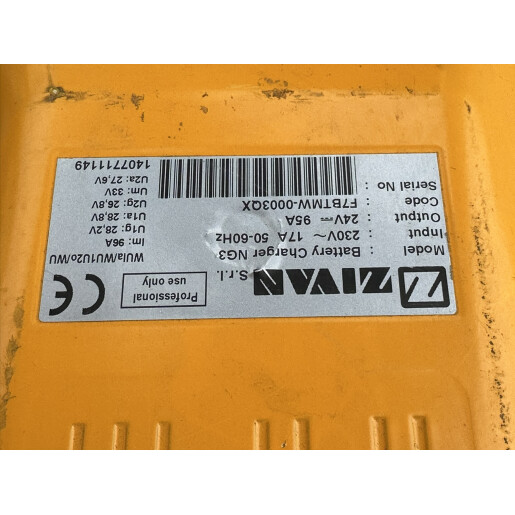 ZIVAN S.r.l.
Professional
use only
CE
Model : Battery Charger NG3
Input : 230V~ 17A 50-60Hz
Output : 24V⎓ 95A
Code : F7BTMW-0003QX
Serial No :
WUIa/WU1U2o/WU
Im: 96A
U1g: 28,2V
U1a: 28,8V
U2g: 26,8V
Um: 33V
U2a: 27,6V
1407711149